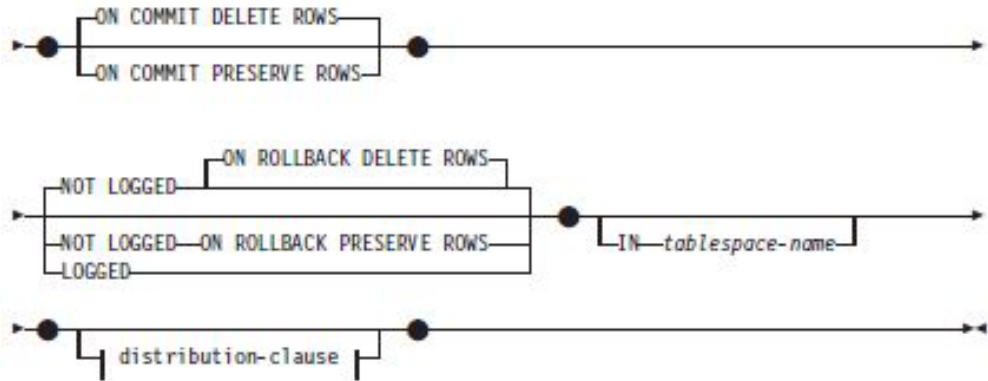 ON COMMIT DELETE ROWS
ON COMMIT PRESERVE ROWS
ON ROLLBACK DELETE ROWS
NOT LOGGED
NOT LOGGED ON ROLLBACK PRESERVE ROWS
LOGGED
IN tablespace-name
distribution-clause